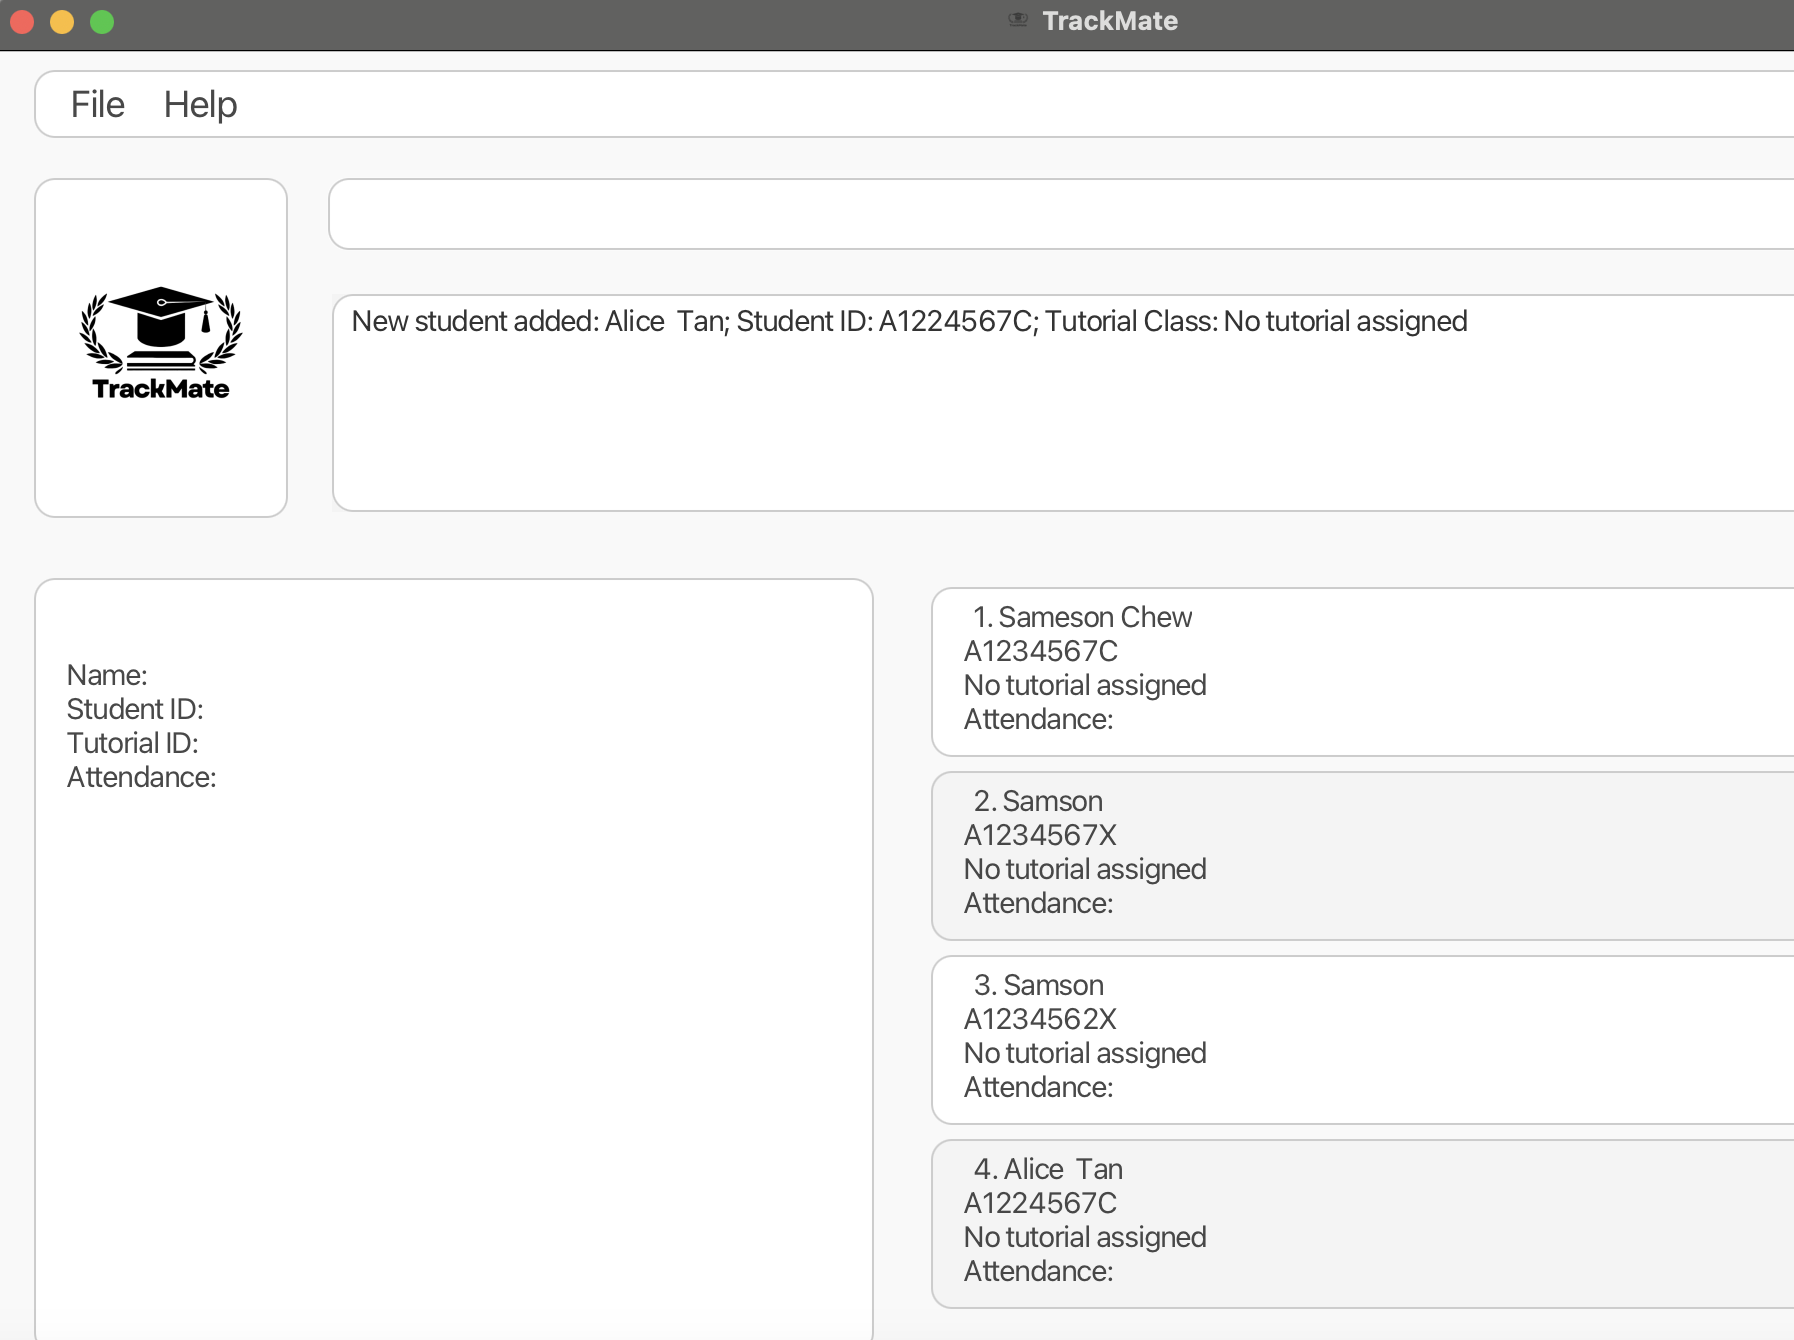 TrackMate
File Help
TrackMate
New student added: Alice  Tan; Student ID: A1224567C; Tutorial Class: No tutorial assigned
Name:
Student ID:
Tutorial ID:
Attendance:
1. Sameson Chew
A1234567C
No tutorial assigned
Attendance:
2. Samson
A1234567X
No tutorial assigned
Attendance:
3. Samson
A1234562X
No tutorial assigned
Attendance:
4. Alice  Tan
A1224567C
No tutorial assigned
Attendance: